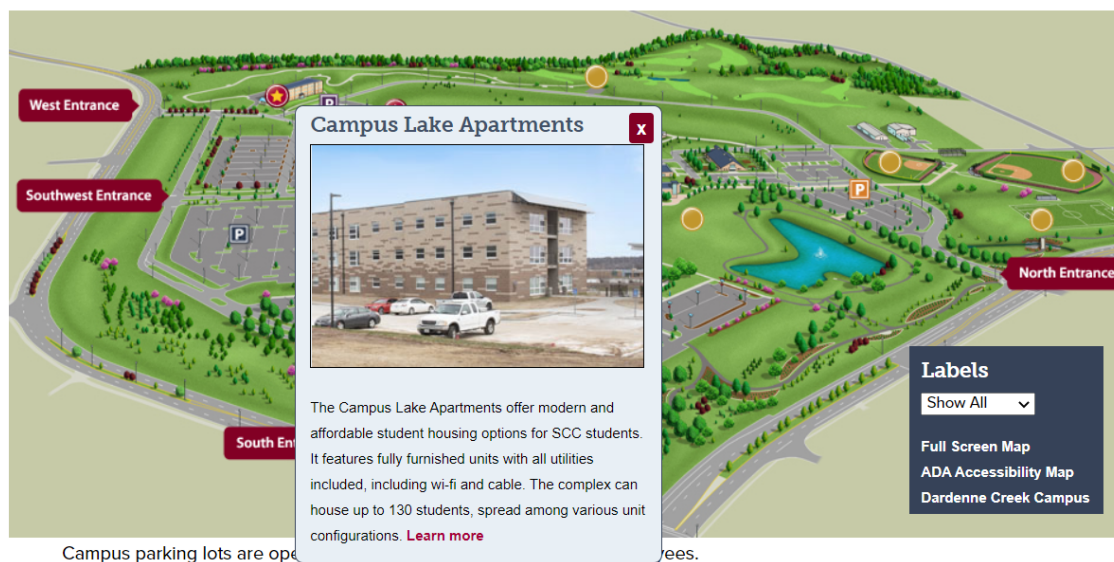 West Entrance
P
Campus Lake Apartments
x
Southwest Entrance
P
P
North Entrance
The Campus Lake Apartments offer modern and
affordable student housing options for SCC students.
It features fully furnished units with all utilities
included, including wi-fi and cable. The complex can
house up to 130 students, spread among various unit
configurations. Learn more
South
Labels
Show All
Full Screen Map
ADA Accessibility Map
Dardenne Creek Campus
Campus parking lots are